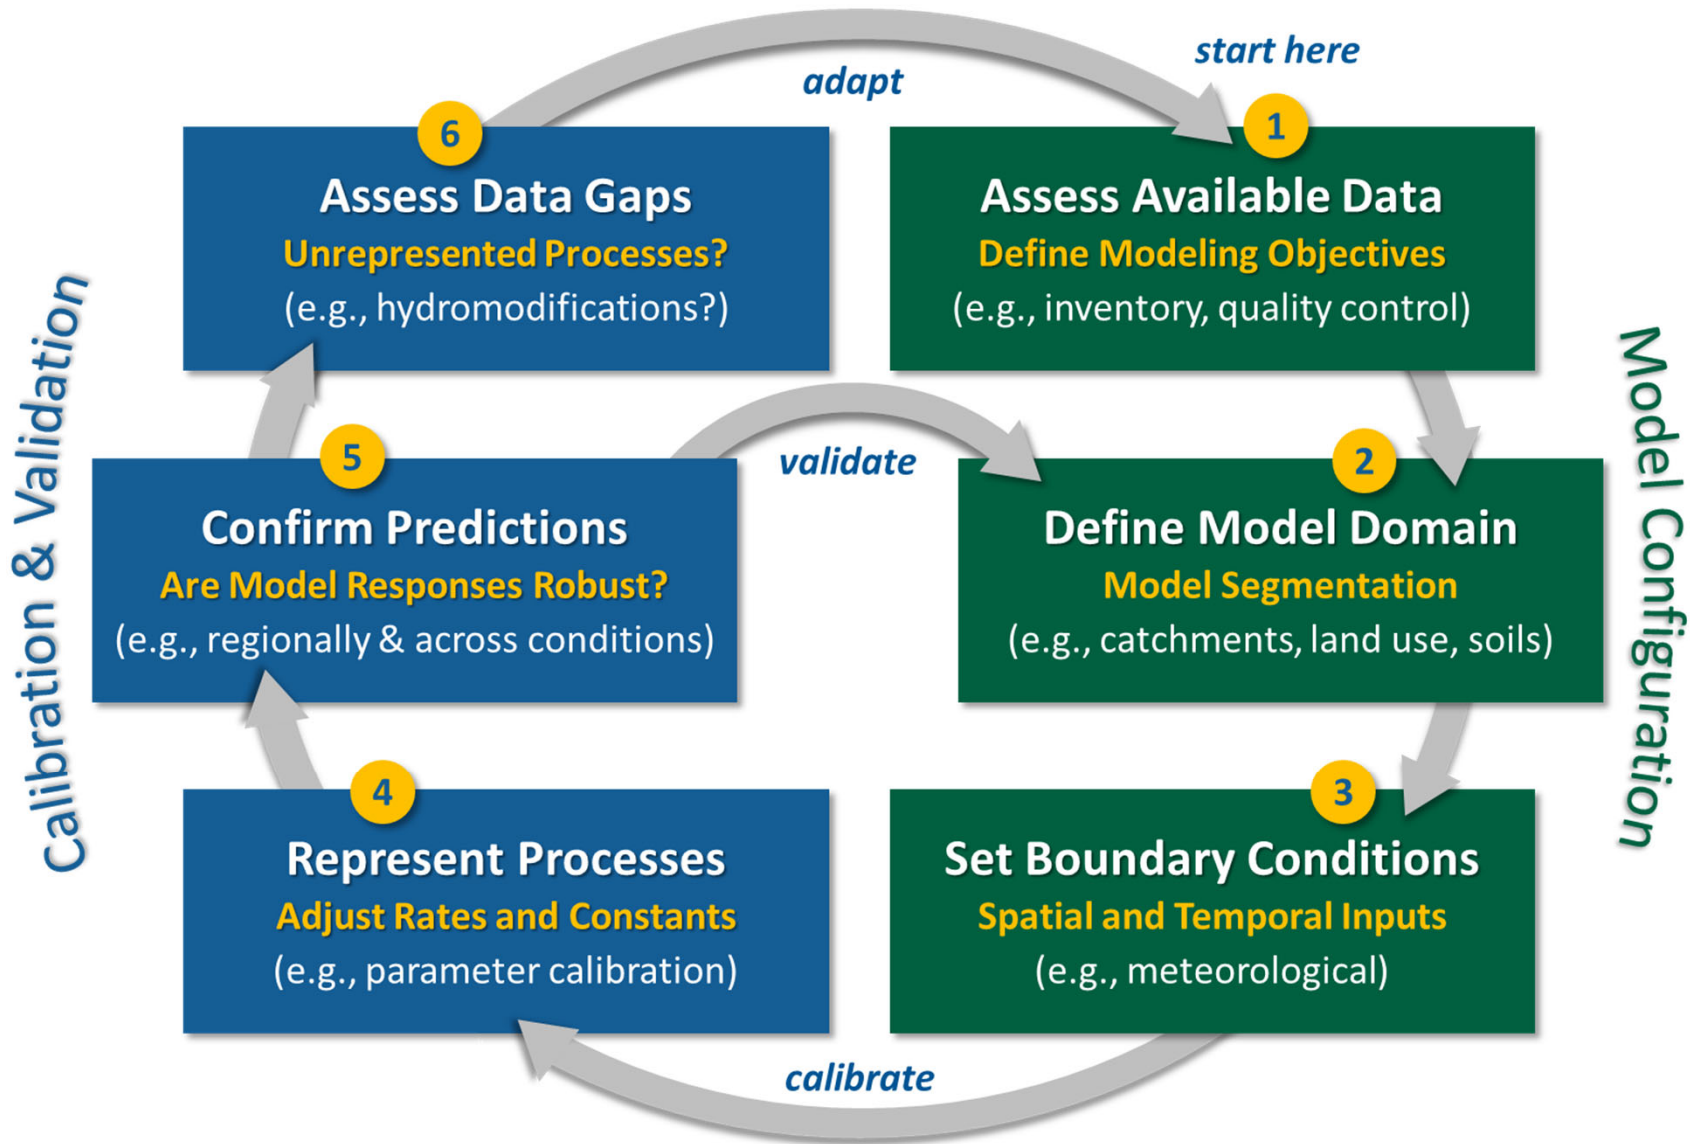 start here
adapt
1
Assess Available Data
Define Modeling Objectives
(e.g., inventory, quality control)
2
Define Model Domain
Model Segmentation
(e.g., catchments, land use, soils)
3
Set Boundary Conditions
Spatial and Temporal Inputs
(e.g., meteorological)
calibrate
4
Represent Processes
Adjust Rates and Constants
(e.g., parameter calibration)
5
Confirm Predictions
Are Model Responses Robust?
(e.g., regionally & across conditions)
validate
6
Assess Data Gaps
Unrepresented Processes?
(e.g., hydromodifications?)
Calibration & Validation
Model Configuration